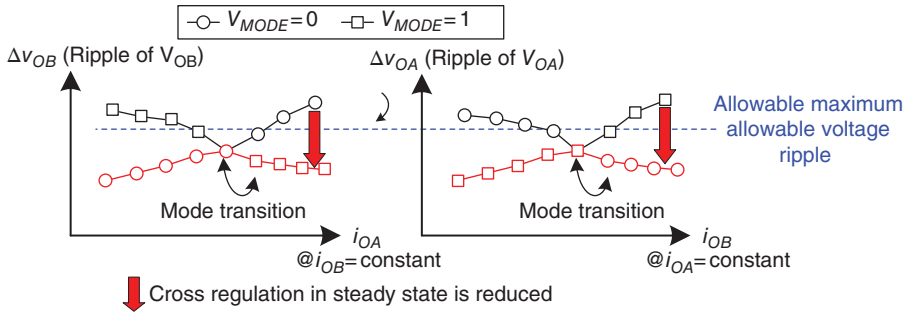 V_MODE = 0 V_MODE = 1
Δv_OB (Ripple of V_OB)
Δv_OA (Ripple of V_OA)
Allowable maximum
allowable voltage
ripple
Mode transition
Mode transition
i_OA
@i_OB = constant
i_OB
@i_OA = constant
Cross regulation in steady state is reduced